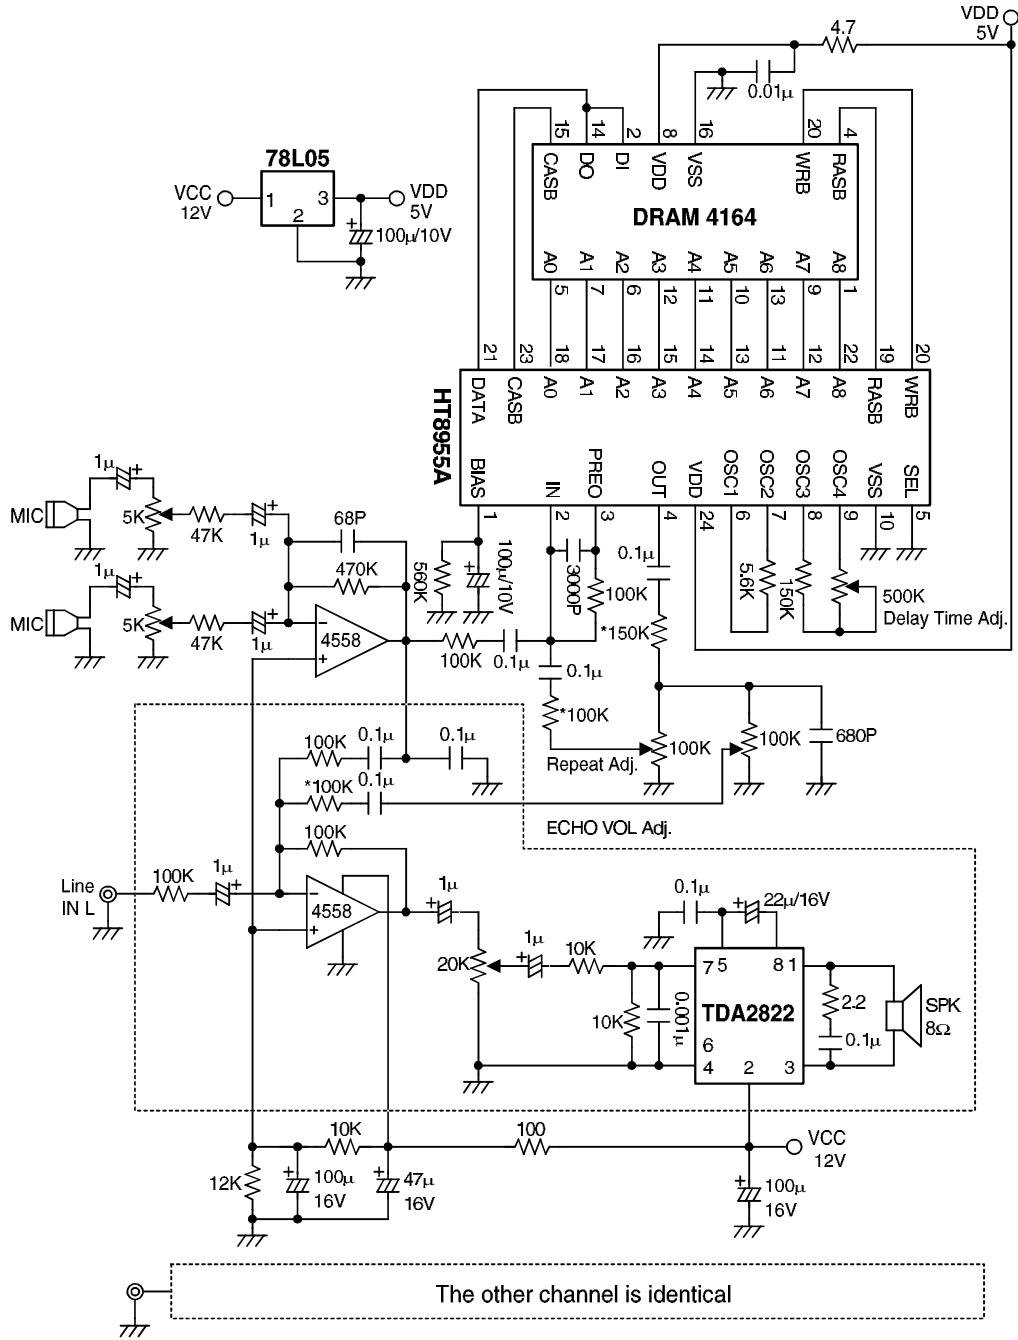 VDD
5V
4.7
0.01µ
15 14 2 8 16 20 4
CASB DO DI VDD VSS WRB RASB
DRAM 4164
A0 A1 A2 A3 A4 A5 A6 A7 A8
5 7 6 12 11 10 13 9 1
78L05
VCC
12V
1 2 3
VDD
5V
100µ/10V
21 23 18 17 16 15 14 13 11 12 22 19 20
DATA CASB A0 A1 A2 A3 A4 A5 A6 A7 A8 RASB WRB
HT8955A
BIAS IN PREO OUT VDD OSC1 OSC2 OSC3 OSC4 VSS SEL
1 2 3 4 24 6 7 8 9 10 5
MIC
1µ
5K
47K
1µ
68P
470K
MIC
1µ
5K
47K
1µ
4558
560K
100µ/10V
3000P
100K
0.1µ
*150K
5.6K
150K
500K
Delay Time Adj.
100K
0.1µ
0.1µ
*100K
Repeat Adj.
100K
100K
680P
100K
0.1µ
0.1µ
*100K
0.1µ
ECHO VOL Adj.
100K
Line
IN L
100K
1µ
4558
1µ
20K
1µ
10K
10K
0.001µ
0.1µ
22µ/16V
7 5 8 1
TDA2822
6
4 2 3
2.2
0.1µ
SPK
8Ω
10K
100
VCC
12V
12K
100µ
16V
47µ
16V
100µ
16V
The other channel is identical